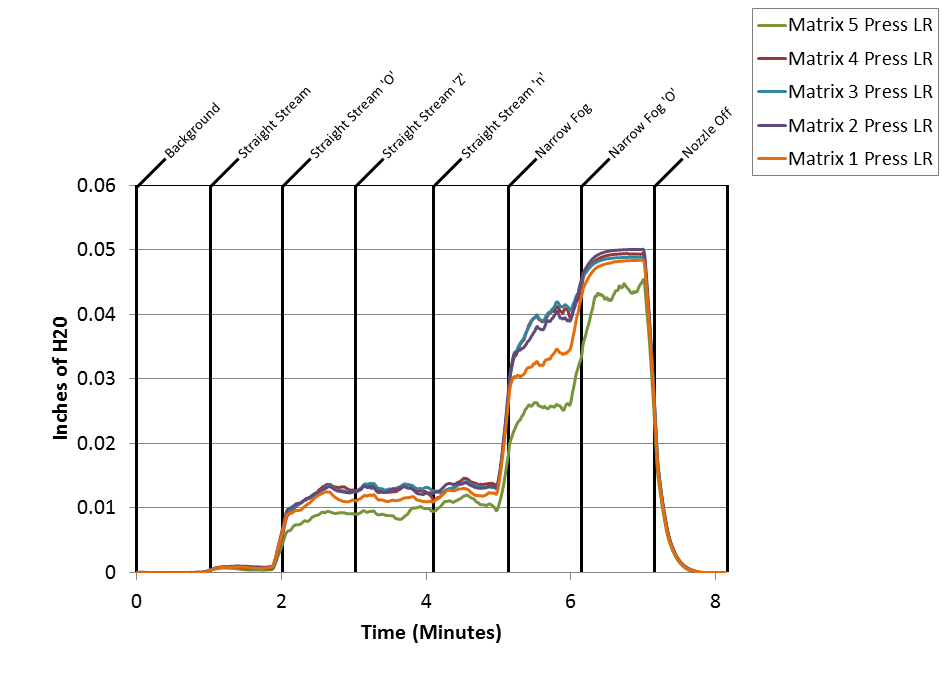 Matrix 5 Press LR
Matrix 4 Press LR
Matrix 3 Press LR
Matrix 2 Press LR
Matrix 1 Press LR
Background
Straight Stream
Straight Stream 'O'
Straight Stream 'Z'
Straight Stream 'n'
Narrow Fog
Narrow Fog 'O'
Nozzle Off
0.06
0.05
0.04
0.03
0.02
0.01
0
Inches of H20
0 2 4 6 8
Time (Minutes)